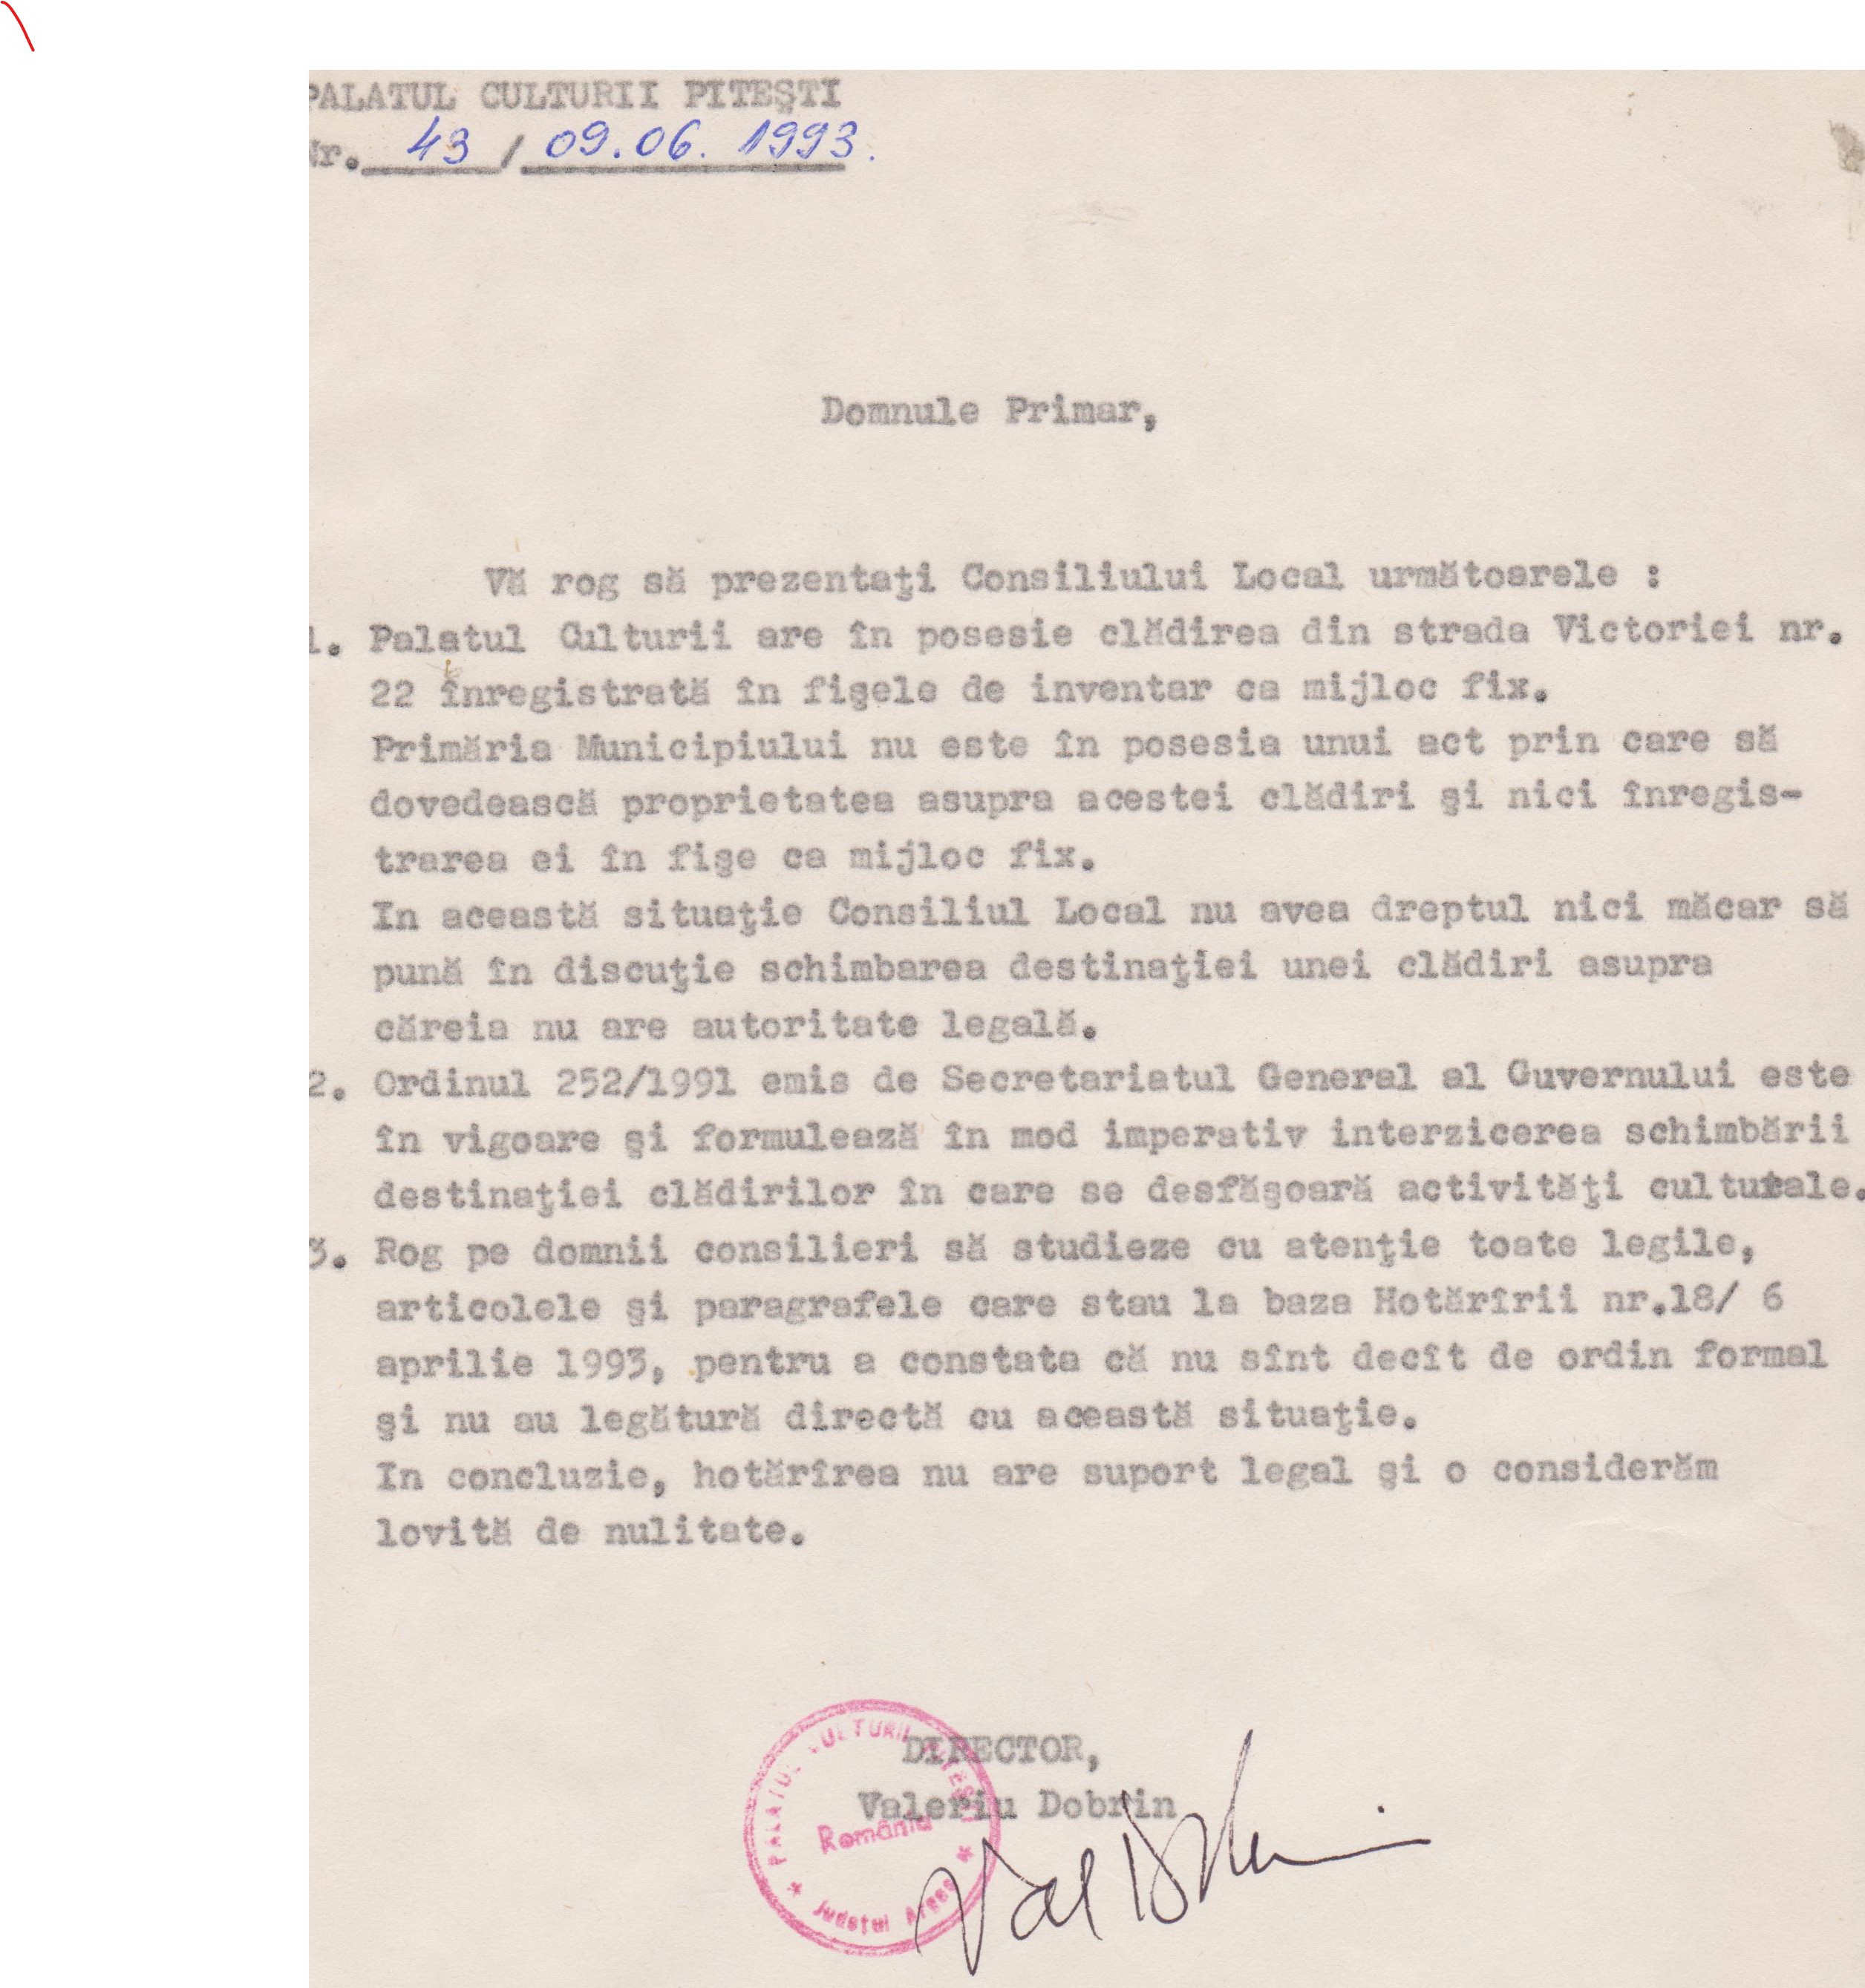 PALATUL CULTURII PITEŞTI
Nr. 43 / 09.06. 1993.
Domnule Primar,
Vă rog să prezentaţi Consiliului Local următoarele :
1. Palatul Culturii are în posesie clădirea din strada Victoriei nr.
22 înregistrată în fişele de inventar ca mijloc fix.
Primăria Municipiului nu este în posesia unui act prin care să
dovedească proprietatea asupra acestei clădiri şi nici înregis-
trarea ei în fişe ca mijloc fix.
In această situaţie Consiliul Local nu avea dreptul nici măcar să
pună în discuţie schimbarea destinaţiei unei clădiri asupra
căreia nu are autoritate legală.
2. Ordinul 252/1991 emis de Secretariatul General al Guvernului este
în vigoare şi formulează în mod imperativ interzicerea schimbării
destinaţiei clădirilor în care se desfăşoară activităţi culturale.
3. Rog pe domnii consilieri să studieze cu atenţie toate legile,
articolele şi paragrafele care stau la baza Hotărîrii nr.18/ 6
aprilie 1993, pentru a constata că nu sînt decît de ordin formal
şi nu au legătură directă cu această situaţie.
In concluzie, hotărîrea nu are suport legal şi o considerăm
lovită de nulitate.
DIRECTOR,
Valeriu Dobrin
PALATUL CULTURII PITEŞTI
România
Judeţul Argeş
Val Dobrin